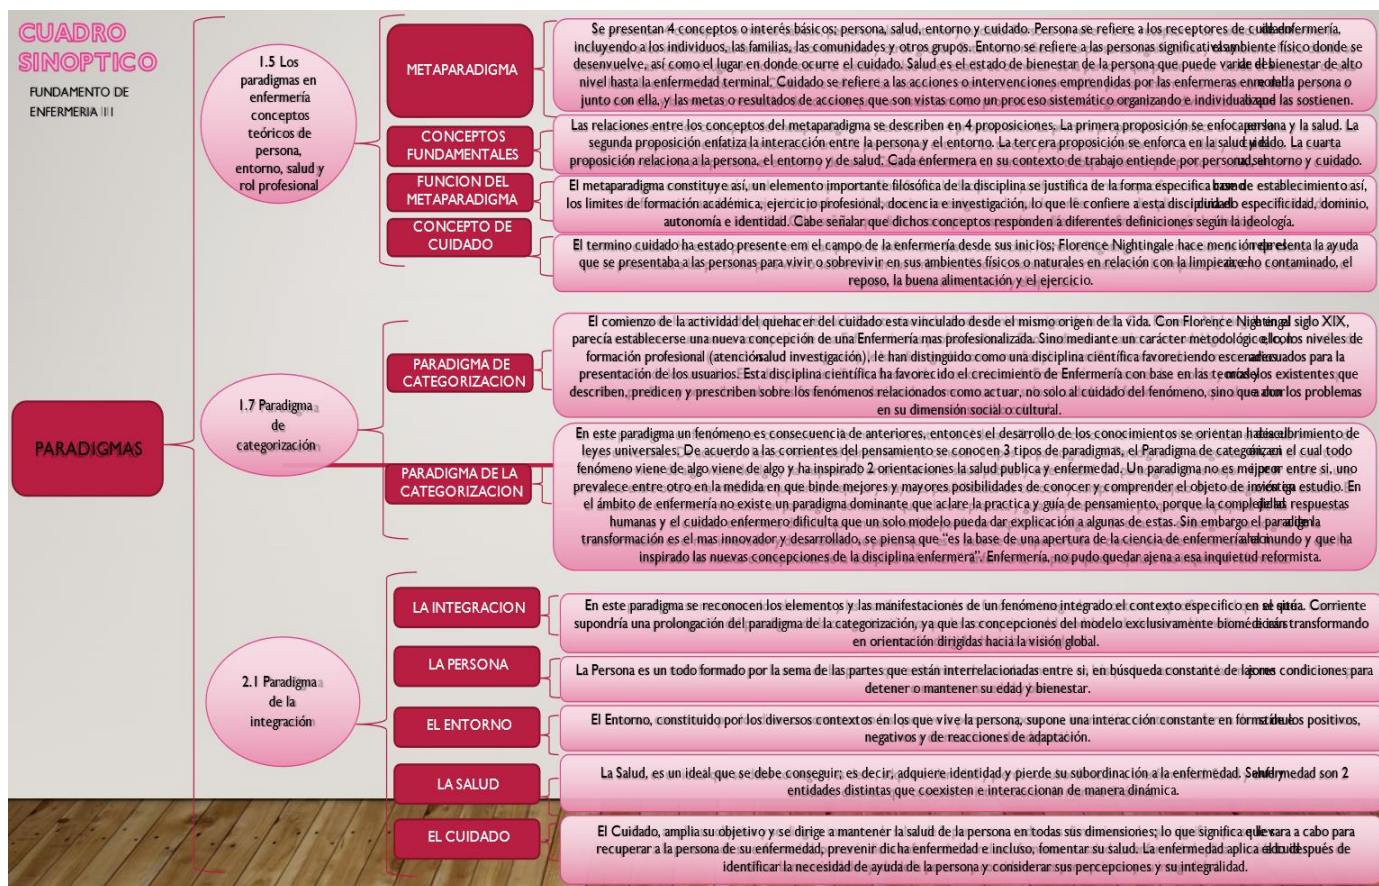 CUADRO
SINOPTICO
FUNDAMENTO DE
ENFERMERIA III
PARADIGMAS
1.5 Los
paradigmas en
enfermería
conceptos
teóricos de
persona,
entorno, salud y
rol profesional
METAPARADIGMA
Se presentan 4 conceptos o interés básicos; persona, salud, entorno y cuidado. Persona se refiere a los receptores de cuidado enfermería,
incluyendo a los individuos, las familias, las comunidades y otros grupos. Entorno se refiere a las personas significativas y ambiente físico donde se
desenvuelve, así como el lugar en donde ocurre el cuidado. Salud es el estado de bienestar de la persona que puede variar de el bienestar de alto
nivel hasta la enfermedad terminal. Cuidado se refiere a las acciones o intervenciones emprendidas por las enfermeras en de la persona o
junto con ella, y las metas o resultados de acciones que son vistas como un proceso sistemático organizando e individualizando que las sostienen.
CONCEPTOS
FUNDAMENTALES
Las relaciones entre los conceptos del metaparadigma se describen en 4 proposiciones. La primera proposición se enfoca persona y la salud. La
segunda proposición enfatiza la interacción entre la persona y el entorno. La tercera proposición se enforca en la salud y el cuidado. La cuarta
proposición relaciona a la persona, el entorno y de salud. Cada enfermera en su contexto de trabajo entiende por persona, salud, entorno y cuidado.
FUNCION DEL
METAPARADIGMA
El metaparadigma constituye así, un elemento importante filosófica de la disciplina se justifica de la forma especifica como base de establecimiento así,
los limites de formación académica, ejercicio profesional, docencia e investigación, lo que le confiere a esta disciplina especificidad, dominio,
autonomía e identidad. Cabe señalar que dichos conceptos responden a diferentes definiciones según la ideología.
CONCEPTO DE
CUIDADO
El termino cuidado ha estado presente em el campo de la enfermería desde sus inicios; Florence Nightingale hace mención representa la ayuda
que se presentaba a las personas para vivir o sobrevivir en sus ambientes físicos o naturales en relación con la limpieza, aire no contaminado, el
reposo, la buena alimentación y el ejercicio.
1.7 Paradigma
de
categorización
PARADIGMA DE
CATEGORIZACION
El comienzo de la actividad del quehacer del cuidado esta vinculado desde el mismo origen de la vida. Con Florence Nightingale en el siglo XIX,
parecía establecerse una nueva concepción de una Enfermería mas profesionalizada. Sino mediante un carácter metodológico, los niveles de
formación profesional (atención salud investigación), le han distinguido como una disciplina científica favoreciendo escenarios adecuados para la
presentación de los usuarios. Esta disciplina científica ha favorecido el crecimiento de Enfermería con base en las teorías y modelos existentes que
describen, predicen y prescriben sobre los fenómenos relacionados como actuar, no solo al cuidado del fenómeno, sino que a los problemas
en su dimensión social o cultural.
PARADIGMA DE LA
CATEGORIZACION
En este paradigma un fenómeno es consecuencia de anteriores, entonces el desarrollo de los conocimientos se orientan hacia descubrimiento de
leyes universales. De acuerdo a las corrientes del pensamiento se conocen 3 tipos de paradigmas, el Paradigma de categorización, en el cual todo
fenómeno viene de algo viene de algo y ha inspirado 2 orientaciones la salud publica y enfermedad. Un paradigma no es mejor o peor entre si, uno
prevalece entre otro en la medida en que binde mejores y mayores posibilidades de conocer y comprender el objeto de investigación estudio. En
el ámbito de enfermería no existe un paradigma dominante que aclare la practica y guía de pensamiento, porque la complejidad de las respuestas
humanas y el cuidado enfermero dificulta que un solo modelo pueda dar explicación a algunas de estas. Sin embargo el paradigma de la
transformación es el mas innovador y desarrollado, se piensa que "es la base de una apertura de la ciencia de enfermería hacia el mundo y que ha
inspirado las nuevas concepciones de la disciplina enfermera". Enfermería, no pudo quedar ajena a esa inquietud reformista.
2.1 Paradigma
de la
integración
LA INTEGRACION
En este paradigma se reconocen los elementos y las manifestaciones de un fenómeno integrado el contexto especifico en el se sitúa. Corriente
supondría una prolongación del paradigma de la categorización, ya que las concepciones del modelo exclusivamente biomédico irán transformando
en orientación dirigidas hacia la visión global.
LA PERSONA
La Persona es un todo formado por la sema de las partes que están interrelacionadas entre si, en búsqueda constante de las mejores condiciones para
detener o mantener su edad y bienestar.
EL ENTORNO
El Entorno, constituido por los diversos contextos en los que vive la persona, supone una interacción constante en forma de estímulos positivos,
negativos y de reacciones de adaptación.
LA SALUD
La Salud, es un ideal que se debe conseguir; es decir, adquiere identidad y pierde su subordinación a la enfermedad. Salud y enfermedad son 2
entidades distintas que coexisten e interaccionan de manera dinámica.
EL CUIDADO
El Cuidado, amplia su objetivo y se dirige a mantener la salud de la persona en todas sus dimensiones; lo que significa que llevara a cabo para
recuperar a la persona de su enfermedad, prevenir dicha enfermedad e incluso, fomentar su salud. La enfermedad aplica el cuidado después de
identificar la necesidad de ayuda de la persona y considerar sus percepciones y su integralidad.